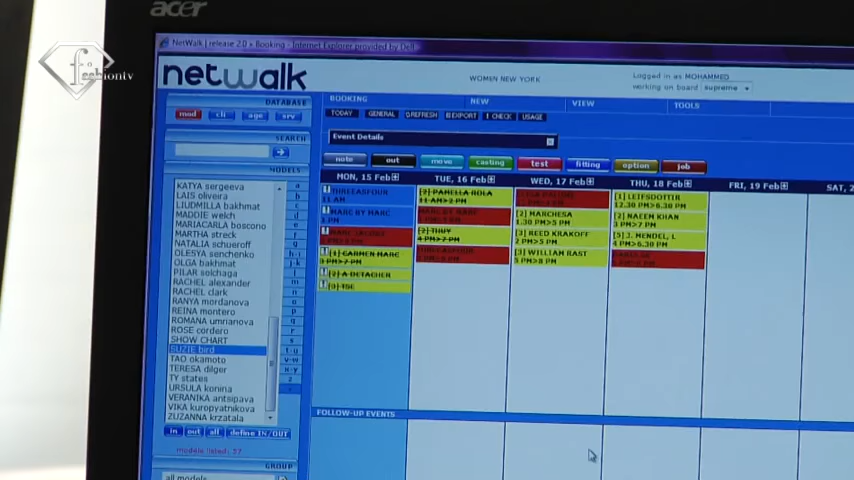 acer
f
fashiontv
NetWalk | release 2.0 » Booking - Internet Explorer provided by Dell
netwalk
WOMEN NEW YORK
Logged in as MOHAMMED
working on board supreme
DATABASE
mod cli age srv
SEARCH
MODELS
KATYA sergeeva
LAIS oliveira
LIUDMILLA bakhmat
MADDIE welch
MARIACARLA boscono
MARTHA streck
NATALIA schueroff
OLESYA senchenko
OLGA bakhmat
PILAR solchaga
RACHEL alexander
RACHEL clark
RANYA mordanova
REINA montero
ROMANA umrianova
ROSE cordero
SHOW CHART
SUZIE bird
TAO okamoto
TERESA dilger
TY states
URSULA konina
VERANIKA antsipava
VIKA kuropyatnikova
ZUZANNA krzatala
a
b
c
d
e
f
g
h-i
j-k
l
m
n
o
p
q
r
s
t-u
v-w
x-y
z
in out all define IN/OUT
models listed: 37
GROUP
all models
BOOKING NEW VIEW TOOLS
TODAY GENERAL REFRESH EXPORT CHECK USAGE
Event Details
note out move casting test fitting option job
MON, 15 Feb TUE, 16 Feb WED, 17 Feb THU, 18 Feb FRI, 19 Feb SAT, 2
THREEASFOUR
11 AM
MARC BY MARC
[1] CARMEN MARC
[2] A DETACHER
[3] TSE
[3] PAMELLA ROLA
11 AM>2 PM
[2] THUY
4 PM>7 PM
[2] MARCHESA
1.30 PM>5 PM
[3] REED KRAKOFF
2 PM>5 PM
[3] WILLIAM RAST
5 PM>8 PM
[1] LEIFSDOTTIR
12.30 PM>6.30 PM
[2] NAEEM KHAN
3 PM>7 PM
[5] J. MENDEL, L
4 PM>6.30 PM
FOLLOW-UP EVENTS